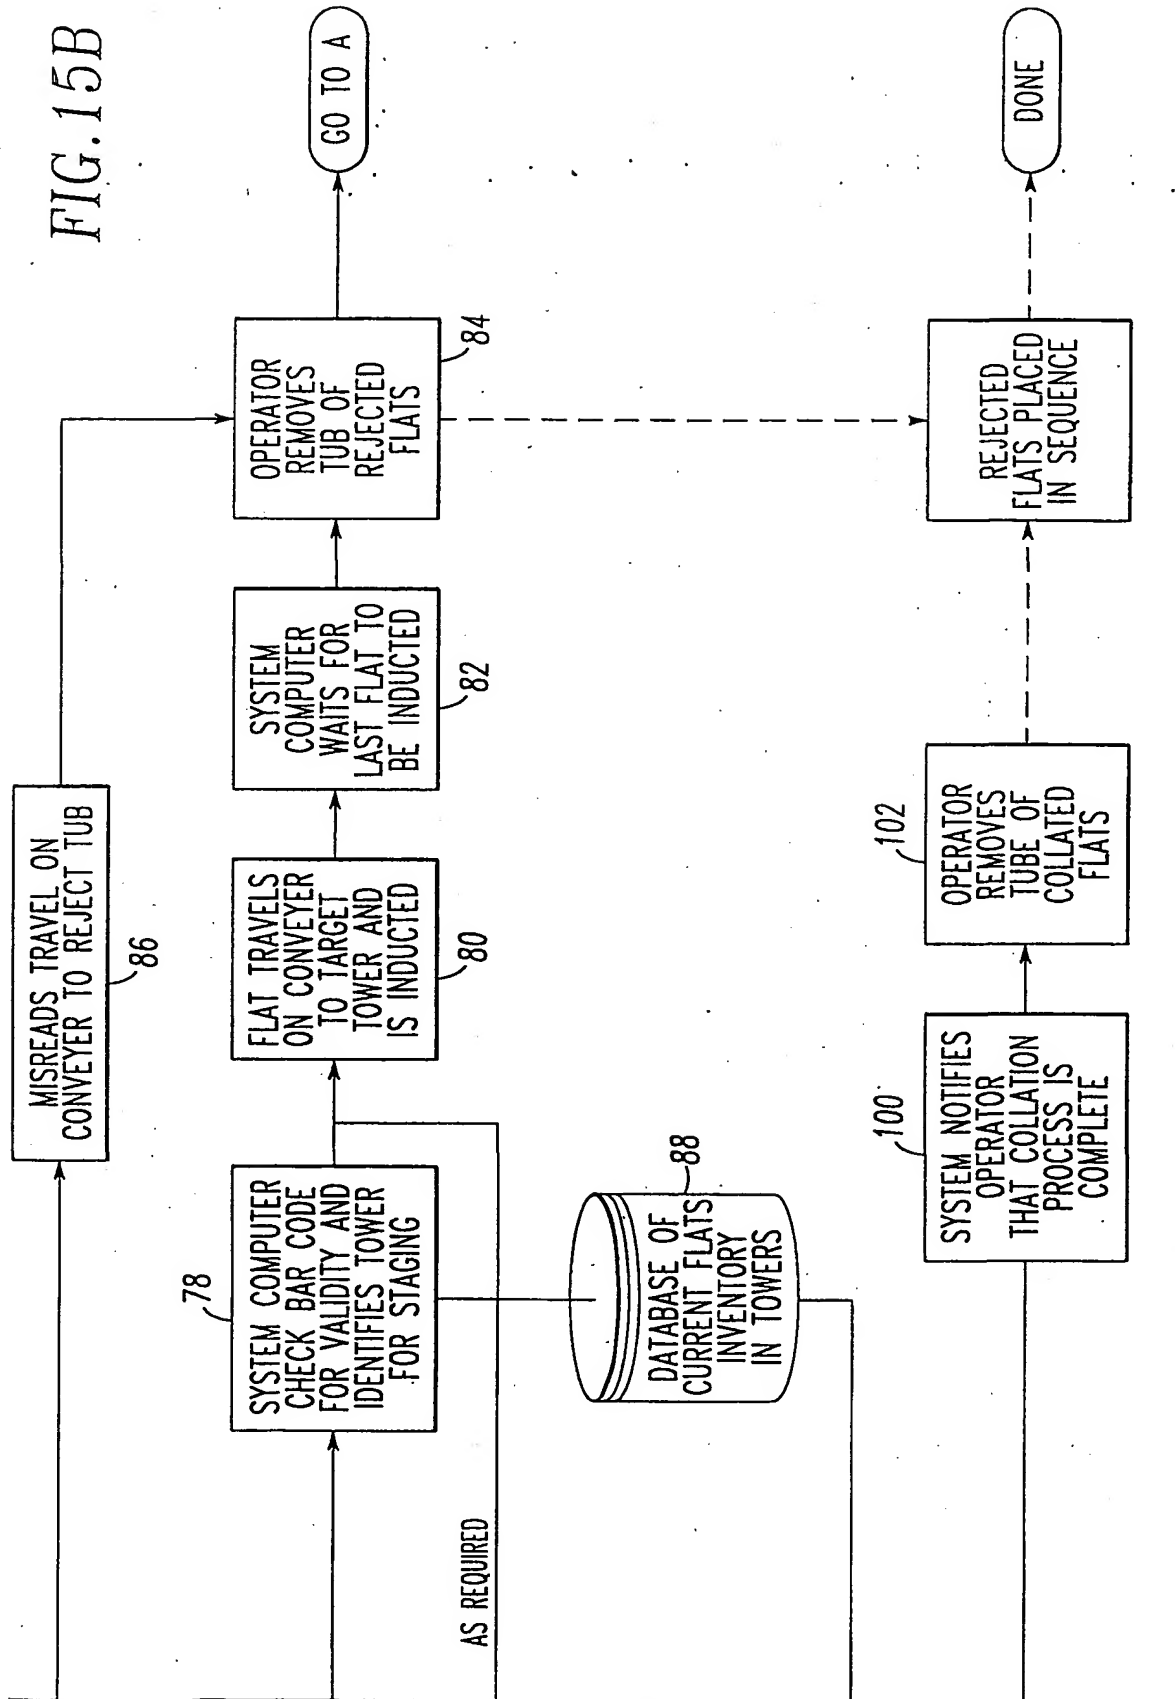 FIG.15B
MISREADS TRAVEL ON
CONVEYER TO REJECT TUB
86
78
SYSTEM COMPUTER
CHECK BAR CODE
FOR VALIDITY AND
IDENTIFIES TOWER
FOR STAGING
FLAT TRAVELS
ON CONVEYER
TO TARGET
TOWER AND
IS INDUCTED
80
SYSTEM
COMPUTER
WAITS FOR
LAST FLAT TO
BE INDUCTED
82
OPERATOR
REMOVES
TUB OF
REJECTED
FLATS
84
GO TO A
AS REQUIRED
DATABASE OF
CURRENT FLATS
INVENTORY
IN TOWERS
88
100
SYSTEM NOTIFIES
OPERATOR
THAT COLLATION
PROCESS IS
COMPLETE
102
OPERATOR
REMOVES
TUBE OF
COLLATED
FLATS
REJECTED
FLATS PLACED
IN SEQUENCE
DONE